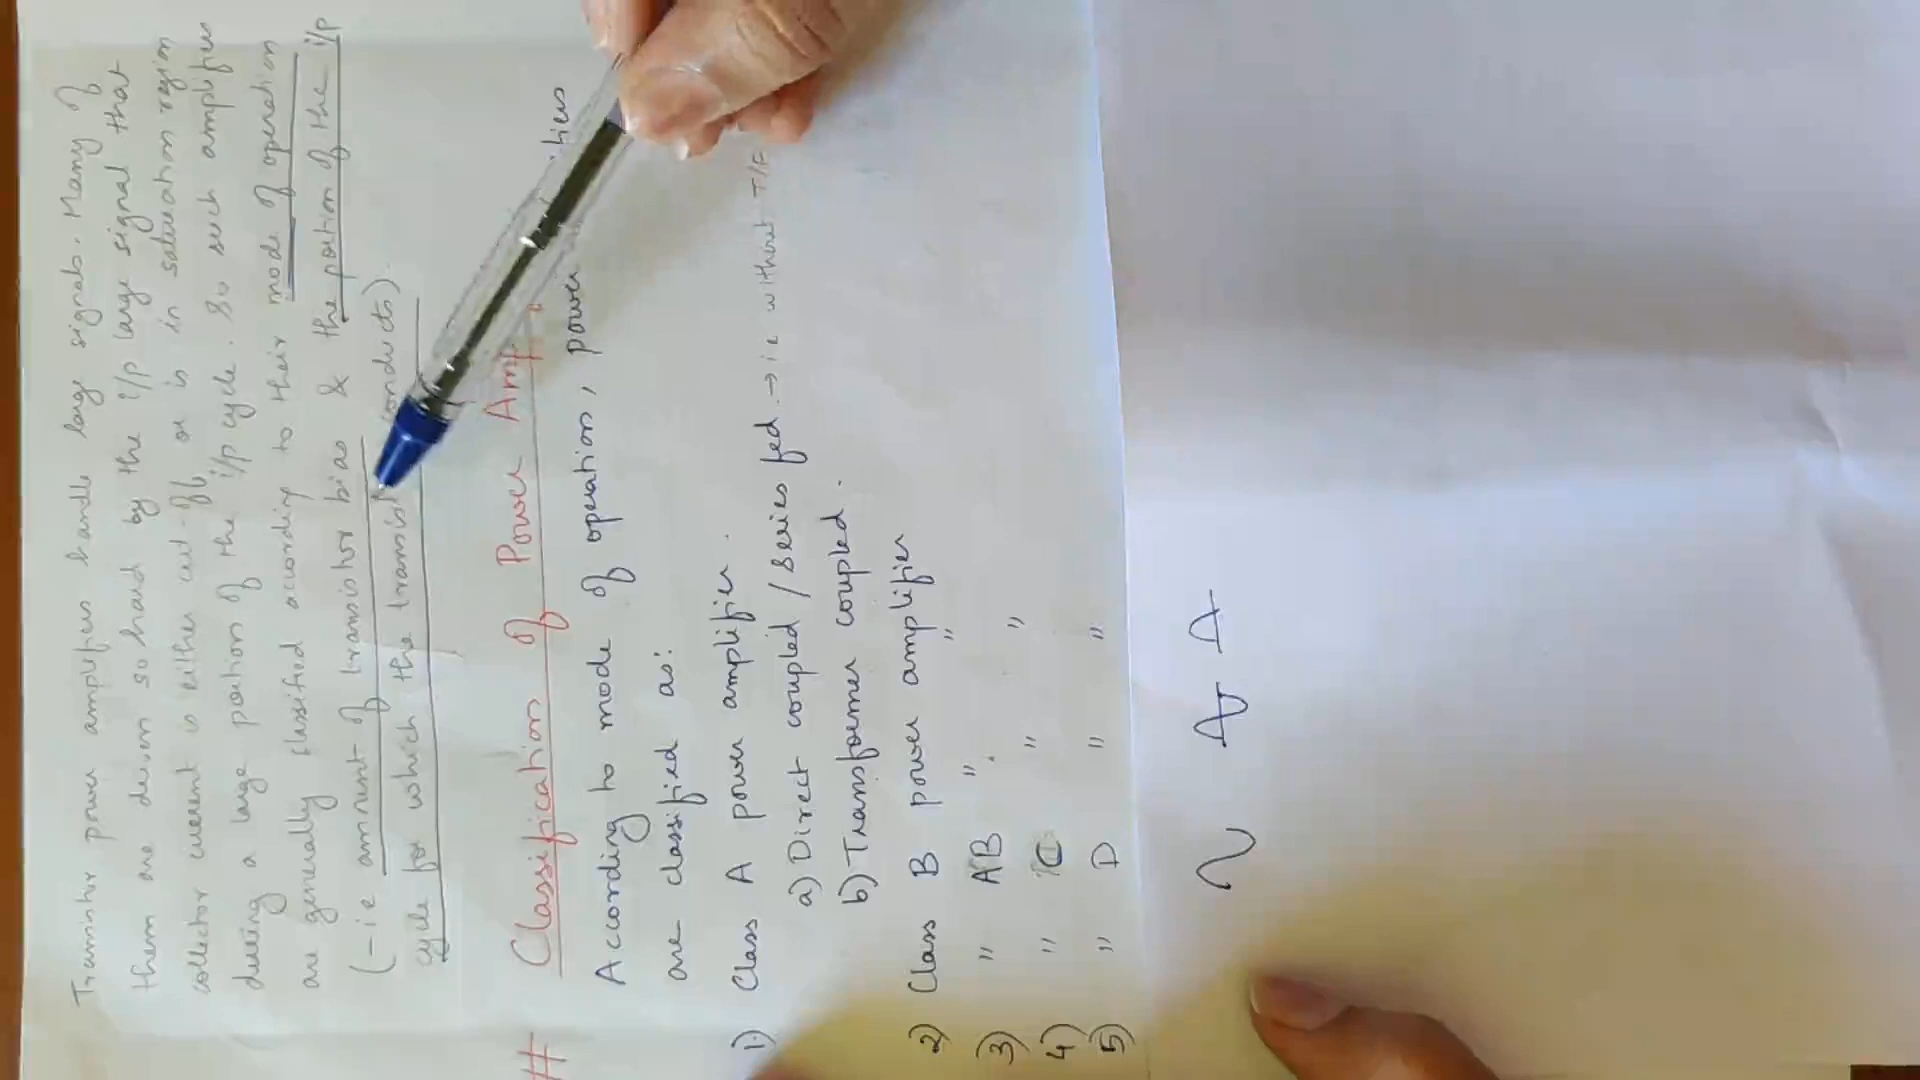 Transistor power amplifiers handle large signals. Many of
them are driven so hard by the i/p large signal that
collector current is either cut-off or is in saturation region
during a large portion of the i/p cycle. So such amplifiers
are generally classified according to their mode of operation
(-ie amount of transistor bias & the portion of the i/p
cycle for which the transis conducts).
# Classification of Power Amp
According to mode of operation, power
are classified as:
1) Class A power amplifier.
a) Direct coupled / series fed. → ie without T/F
b) Transformer coupled.
2) Class B power amplifier
3) " AB " "
4) " C " "
5) " D " "